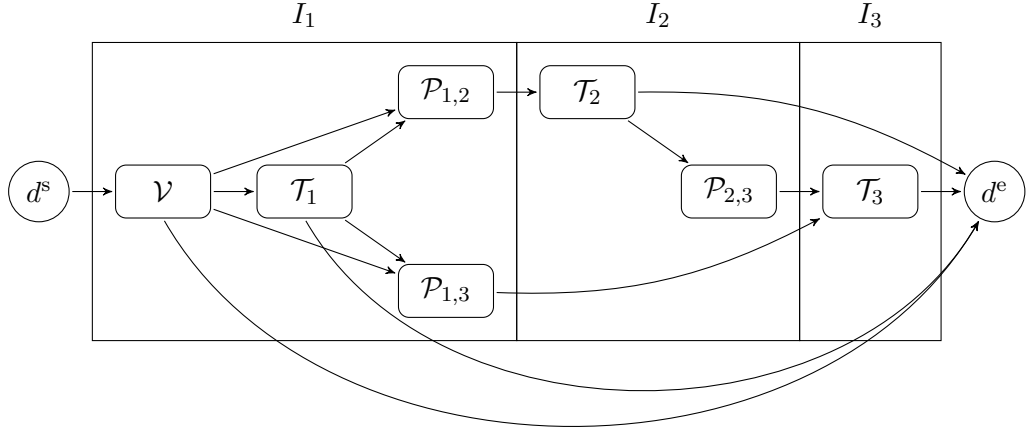 I₁ I₂ I₃
𝒫₁,₂ 𝒯₂
dˢ 𝒱 𝒯₁ 𝒫₂,₃ 𝒯₃ dᵉ
𝒫₁,₃